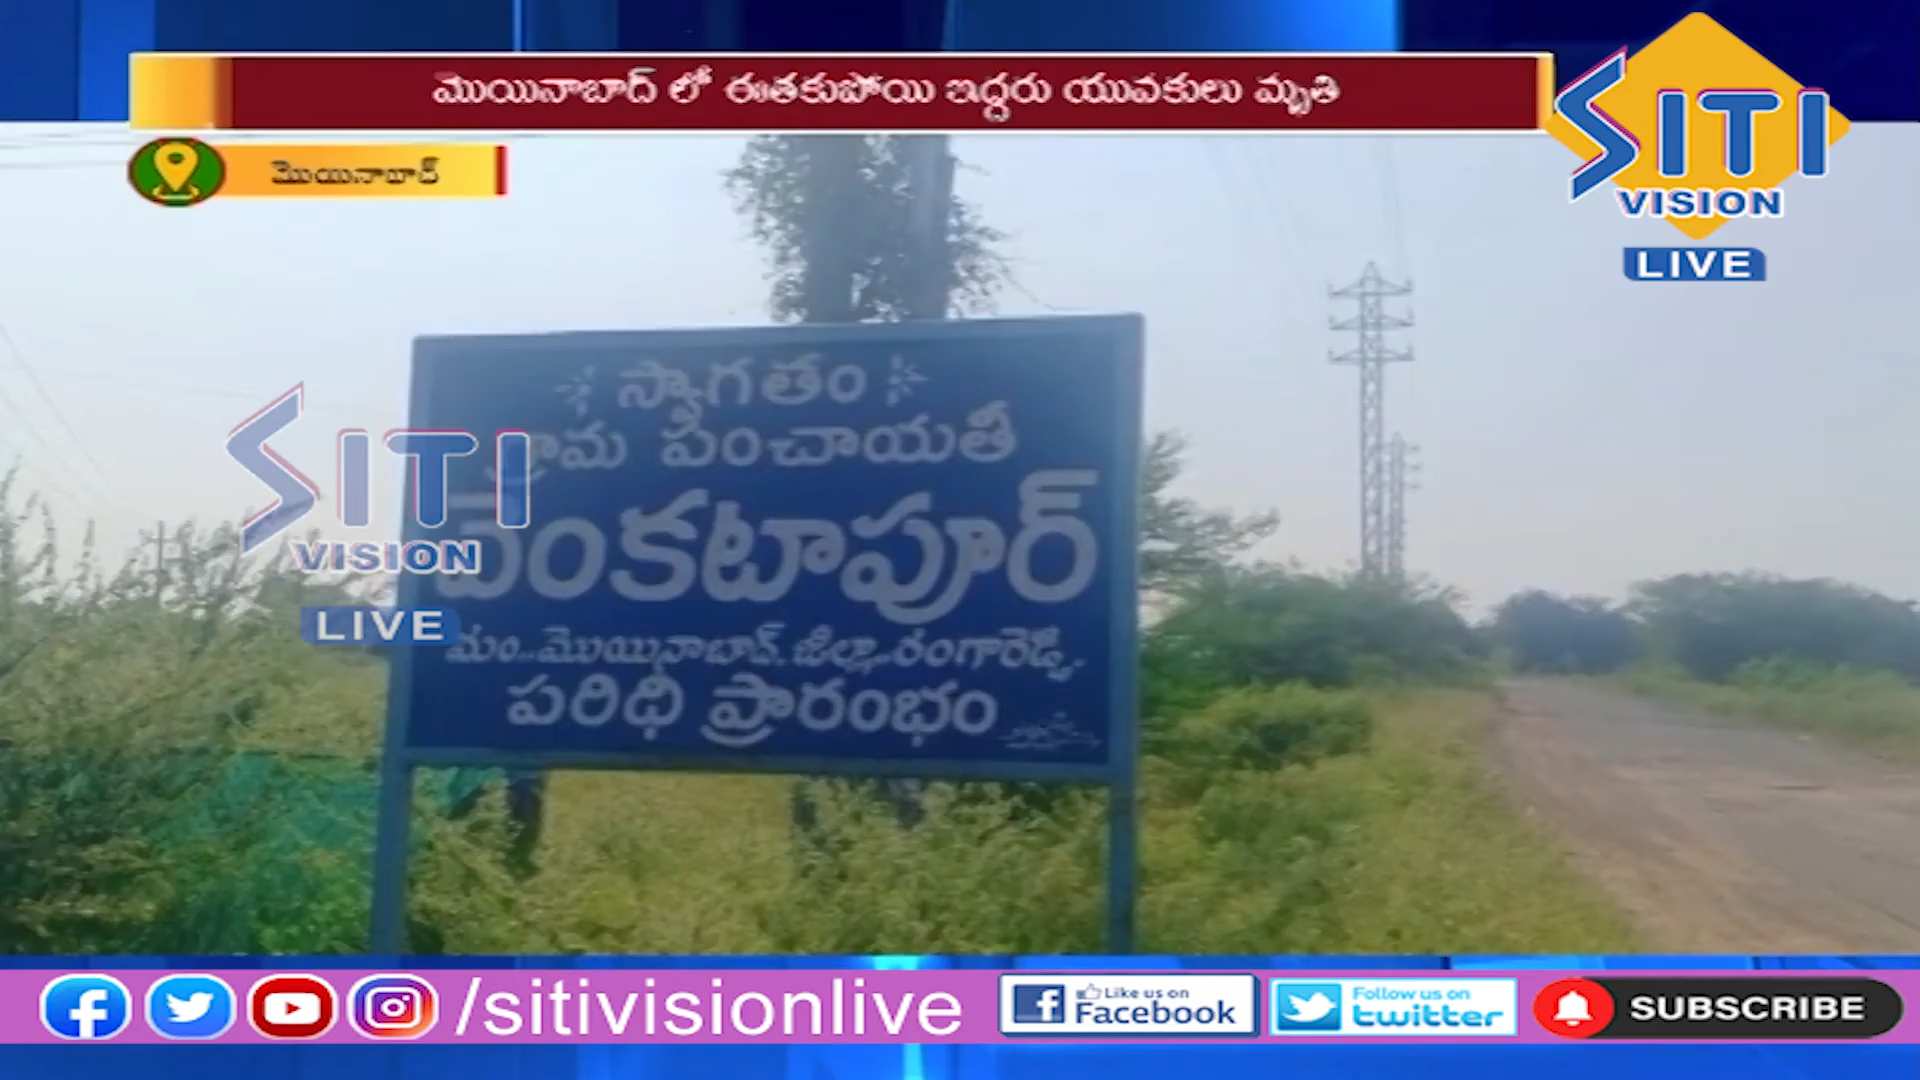 మొయినాబాద్ లో ఈతకుపోయి ఇద్దరు యువకులు మృతి
మొయినాబాద్
SITI
VISION
LIVE
స్వాగతం
గ్రామ పంచాయతీ
వెంకటాపూర్
మం..మొయినాబాద్. జిల్లా..రంగారెడ్డి.
పరిధి ప్రారంభం
SITI
VISION
LIVE
/sitivisionlive
Like us on
Facebook
Follow us on
twitter
SUBSCRIBE